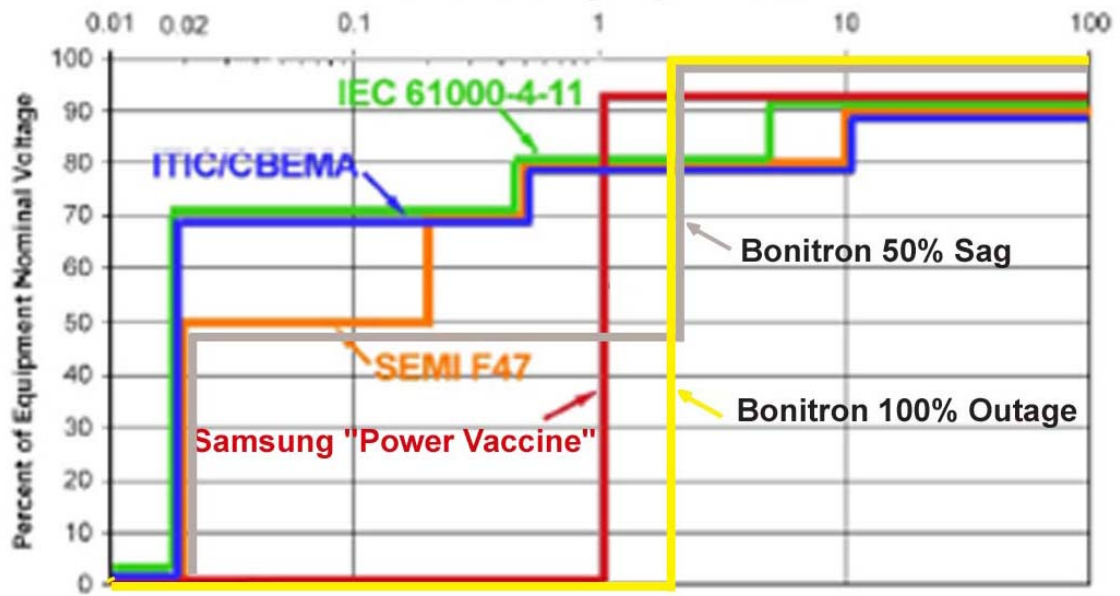 0.01 0.02 0.1 1 10 100
100
90
80
70
60
50
40
30
20
10
0
Percent of Equipment Nominal Voltage
IEC 61000-4-11
ITIC/CBEMA
Bonitron 50% Sag
SEMI F47
Bonitron 100% Outage
Samsung "Power Vaccine"